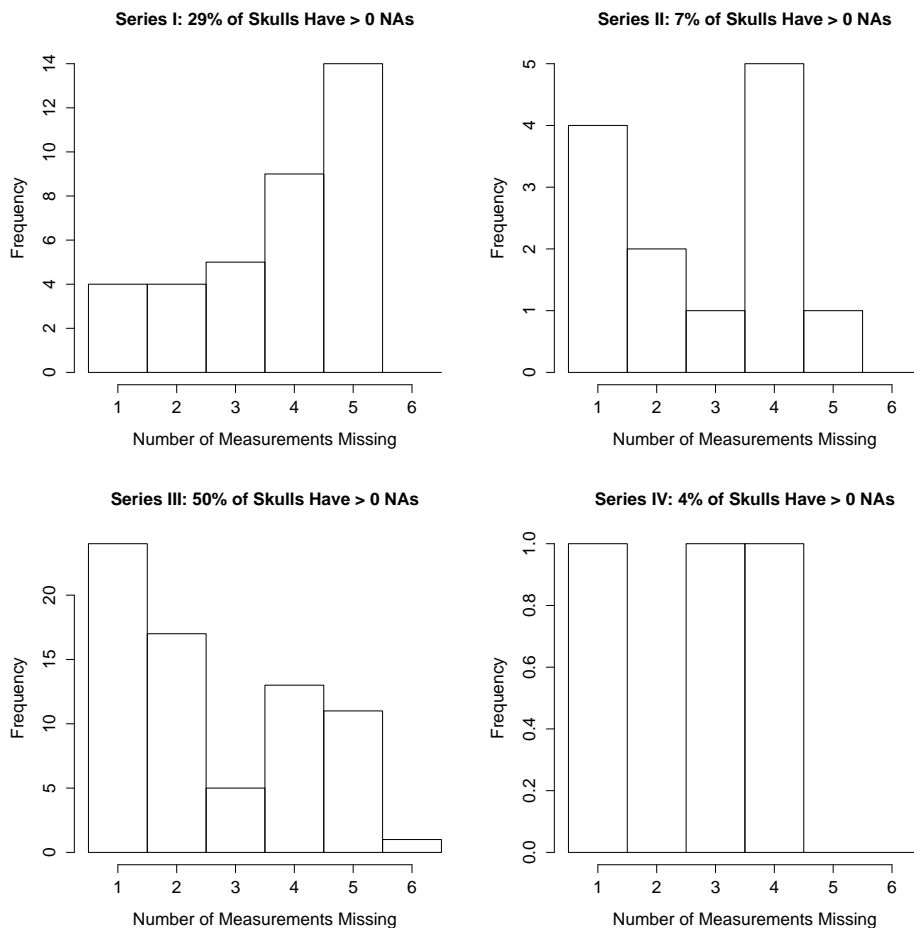 Series I: 29% of Skulls Have > 0 NAs
Frequency
0 2 4 6 8 10 12 14
1 2 3 4 5 6
Number of Measurements Missing
Series II: 7% of Skulls Have > 0 NAs
Frequency
0 1 2 3 4 5
1 2 3 4 5 6
Number of Measurements Missing
Series III: 50% of Skulls Have > 0 NAs
Frequency
0 5 10 15 20
1 2 3 4 5 6
Number of Measurements Missing
Series IV: 4% of Skulls Have > 0 NAs
Frequency
0.0 0.2 0.4 0.6 0.8 1.0
1 2 3 4 5 6
Number of Measurements Missing